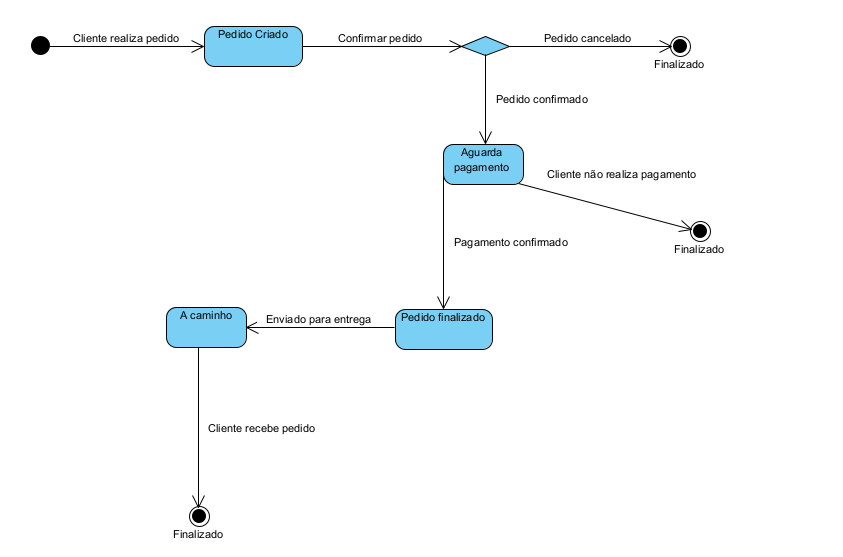 Cliente realiza pedido
Pedido Criado
Confirmar pedido
Pedido cancelado
Finalizado
Pedido confirmado
Aguarda
pagamento
Cliente não realiza pagamento
Finalizado
Pagamento confirmado
A caminho
Enviado para entrega
Pedido finalizado
Cliente recebe pedido
Finalizado